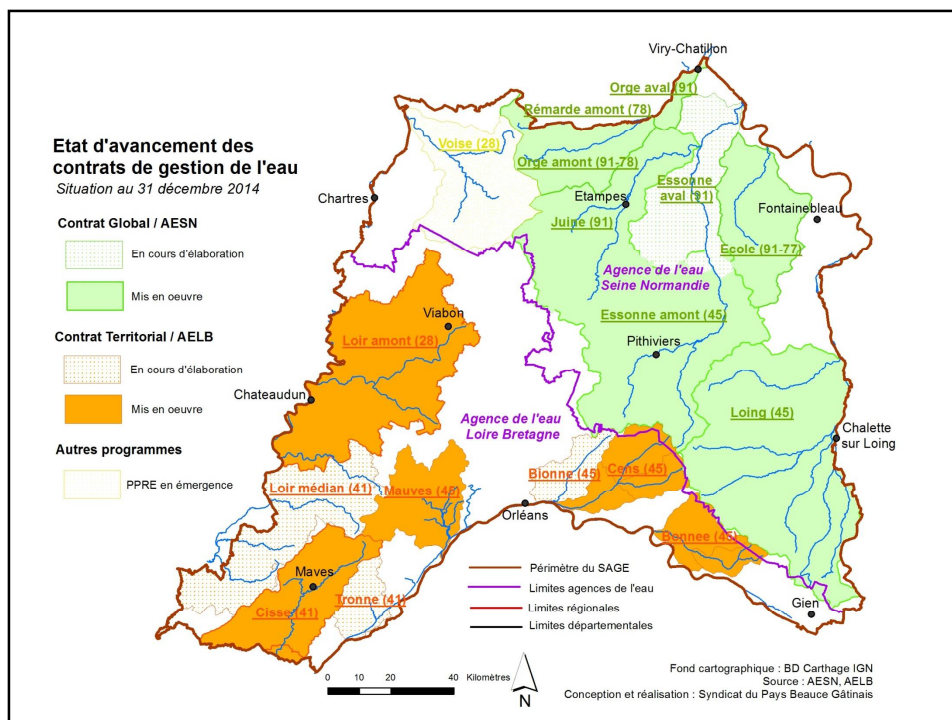 Etat d'avancement des
contrats de gestion de l'eau
Situation au 31 décembre 2014
Contrat Global / AESN
En cours d'élaboration
Mis en oeuvre
Contrat Territorial / AELB
En cours d'élaboration
Mis en oeuvre
Autres programmes
PPRE en émergence
Viry-Chatillon
Orge aval (91)
Rémarde amont (78)
Voise (28)
Orge amont (91-78)
Chartres
Etampes
Essonne
aval (91)
Fontainebleau
Juine (91)
Ecole (91-77)
Agence de l'eau
Seine Normandie
Viabon
Essonne amont (45)
Loir amont (28)
Pithiviers
Chateaudun
Agence de l'eau
Loire Bretagne
Loing (45)
Chalette
sur Loing
Bionne (45)
Cens (45)
Loir médian (41)
Mauves (45)
Orléans
Bonnee (45)
Maves
Tronne (41)
Cisse (41)
Gien
Périmètre du SAGE
Limites agences de l'eau
Limites régionales
Limites départementales
0 10 20 40 Kilomètres
N
Fond cartographique : BD Carthage IGN
Source : AESN, AELB
Conception et réalisation : Syndicat du Pays Beauce Gâtinais